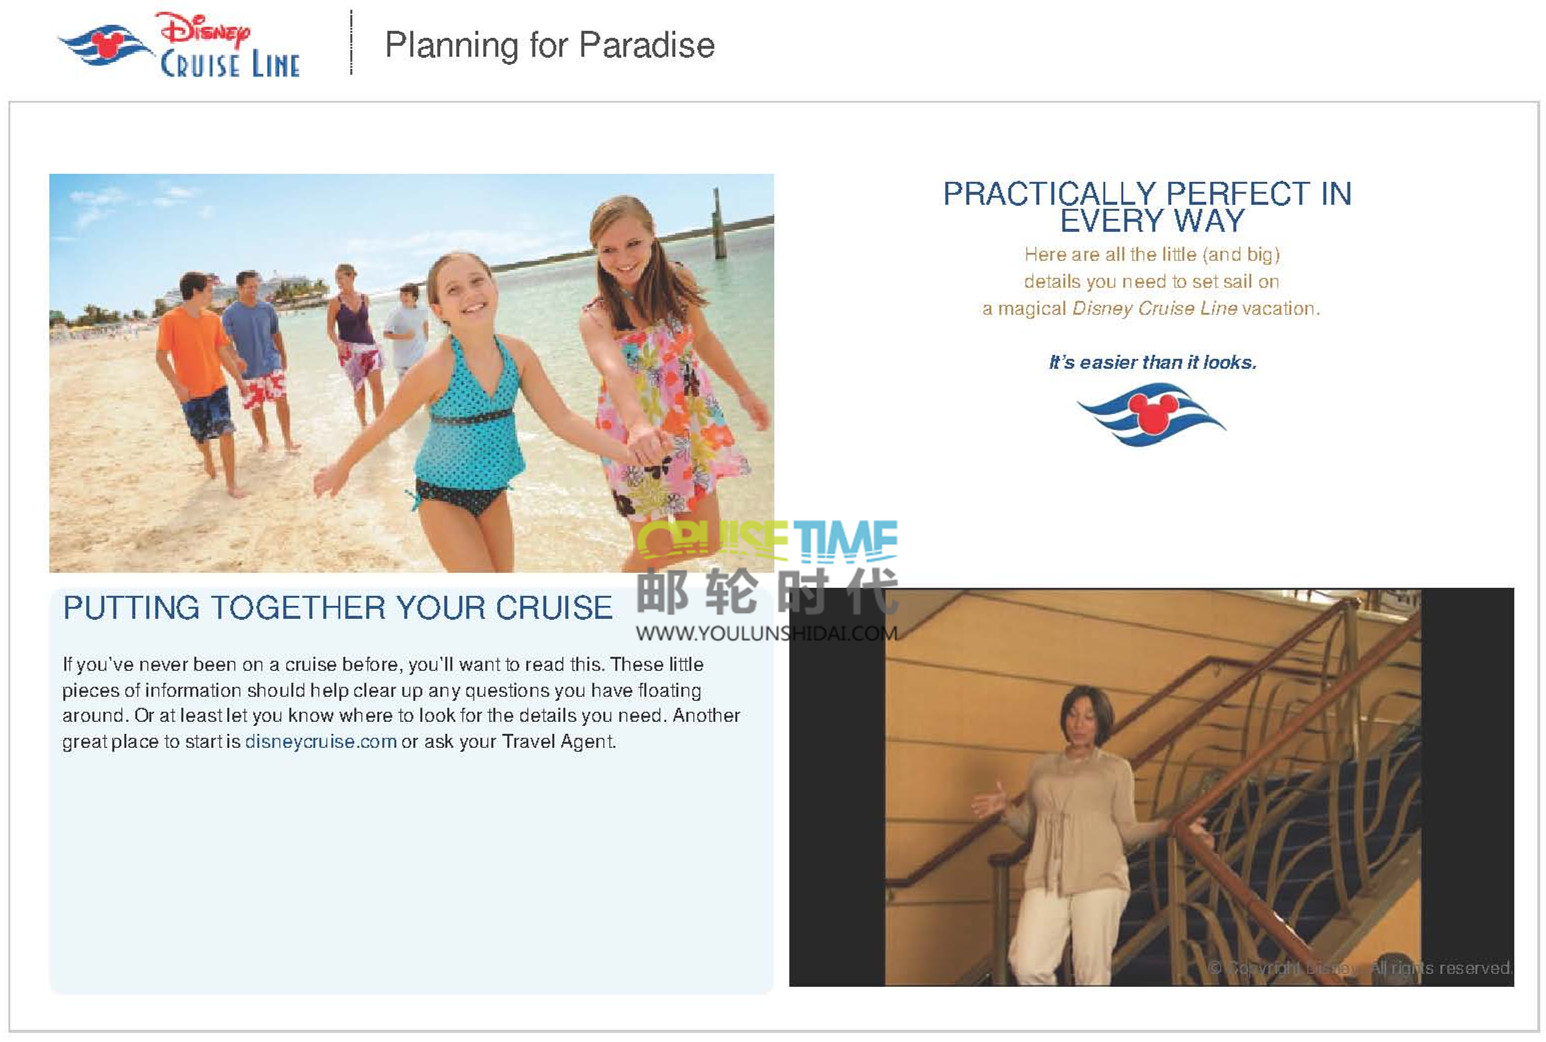 Disney
CRUISE LINE
Planning for Paradise
PRACTICALLY PERFECT IN
EVERY WAY
Here are all the little (and big)
details you need to set sail on
a magical Disney Cruise Line vacation.
It's easier than it looks.
CRUISETIME
邮轮时代
WWW.YOULUNSHIDAI.COM
PUTTING TOGETHER YOUR CRUISE
If you've never been on a cruise before, you'll want to read this. These little
pieces of information should help clear up any questions you have floating
around. Or at least let you know where to look for the details you need. Another
great place to start is disneycruise.com or ask your Travel Agent.
© Copyright Disney. All rights reserved.